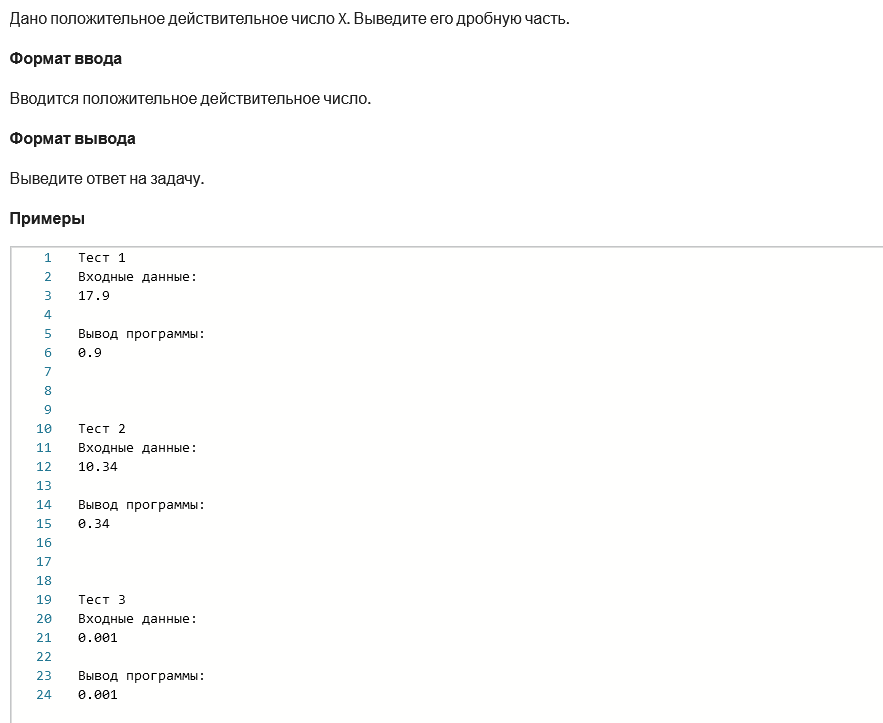 Дано положительное действительное число X. Выведите его дробную часть.
Формат ввода
Вводится положительное действительное число.
Формат вывода
Выведите ответ на задачу.
Примеры
1 Тест 1
2 Входные данные:
3 17.9
4
5 Вывод программы:
6 0.9
7
8
9
10 Тест 2
11 Входные данные:
12 10.34
13
14 Вывод программы:
15 0.34
16
17
18
19 Тест 3
20 Входные данные:
21 0.001
22
23 Вывод программы:
24 0.001